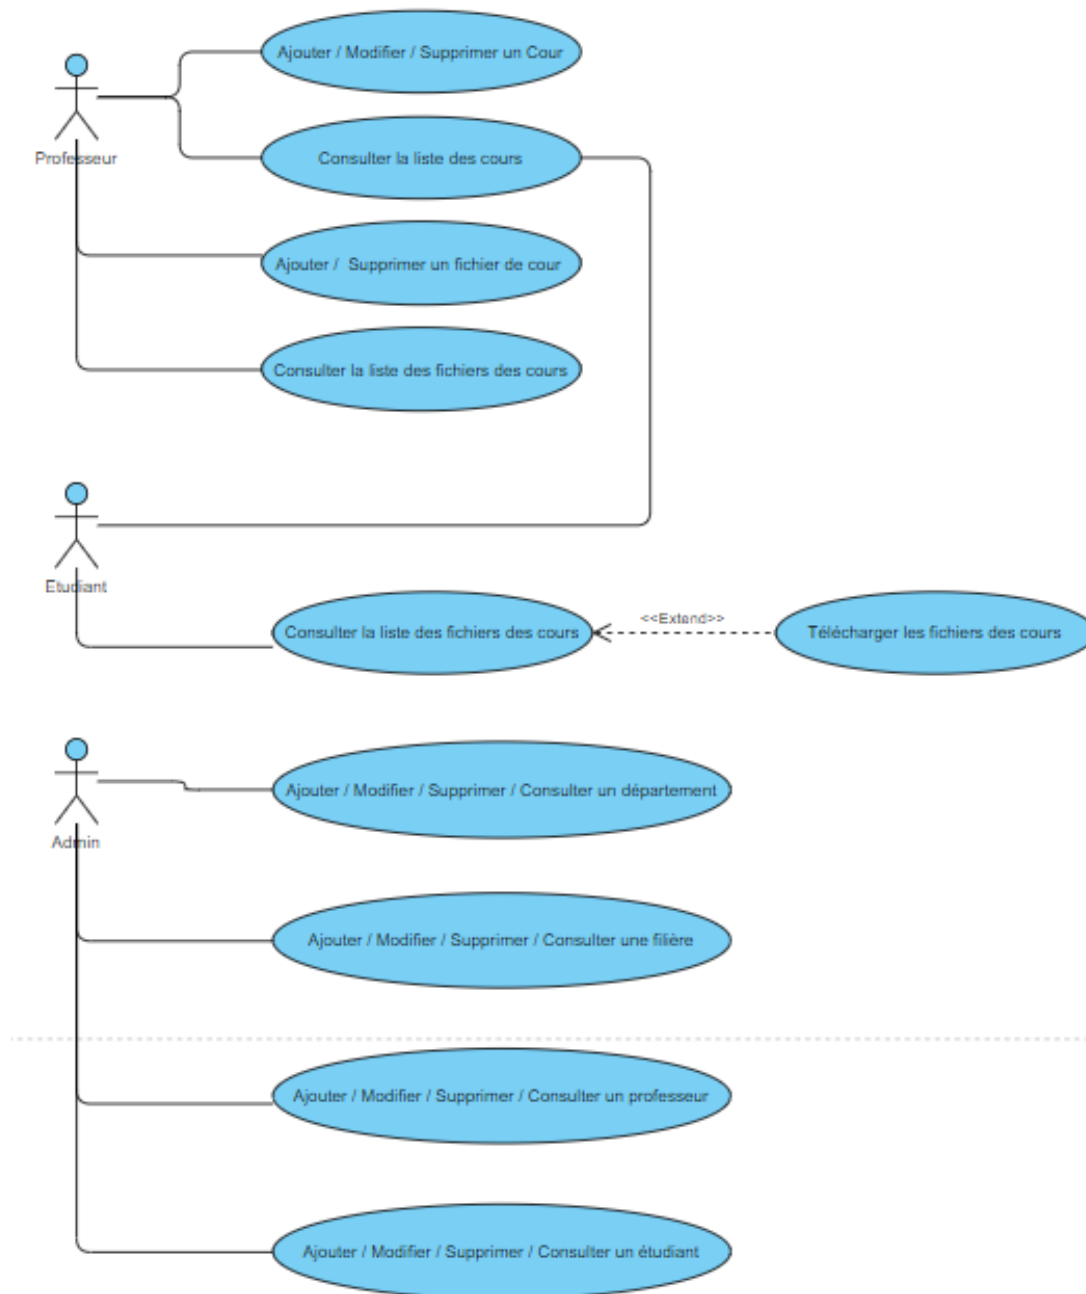 Ajouter / Modifier / Supprimer un Cour
Professeur
Consulter la liste des cours
Ajouter / Supprimer un fichier de cour
Consulter la liste des fichiers des cours
Etudiant
Consulter la liste des fichiers des cours
<<Extend>>
Télécharger les fichiers des cours
Ajouter / Modifier / Supprimer / Consulter un département
Admin
Ajouter / Modifier / Supprimer / Consulter une filière
Ajouter / Modifier / Supprimer / Consulter un professeur
Ajouter / Modifier / Supprimer / Consulter un étudiant